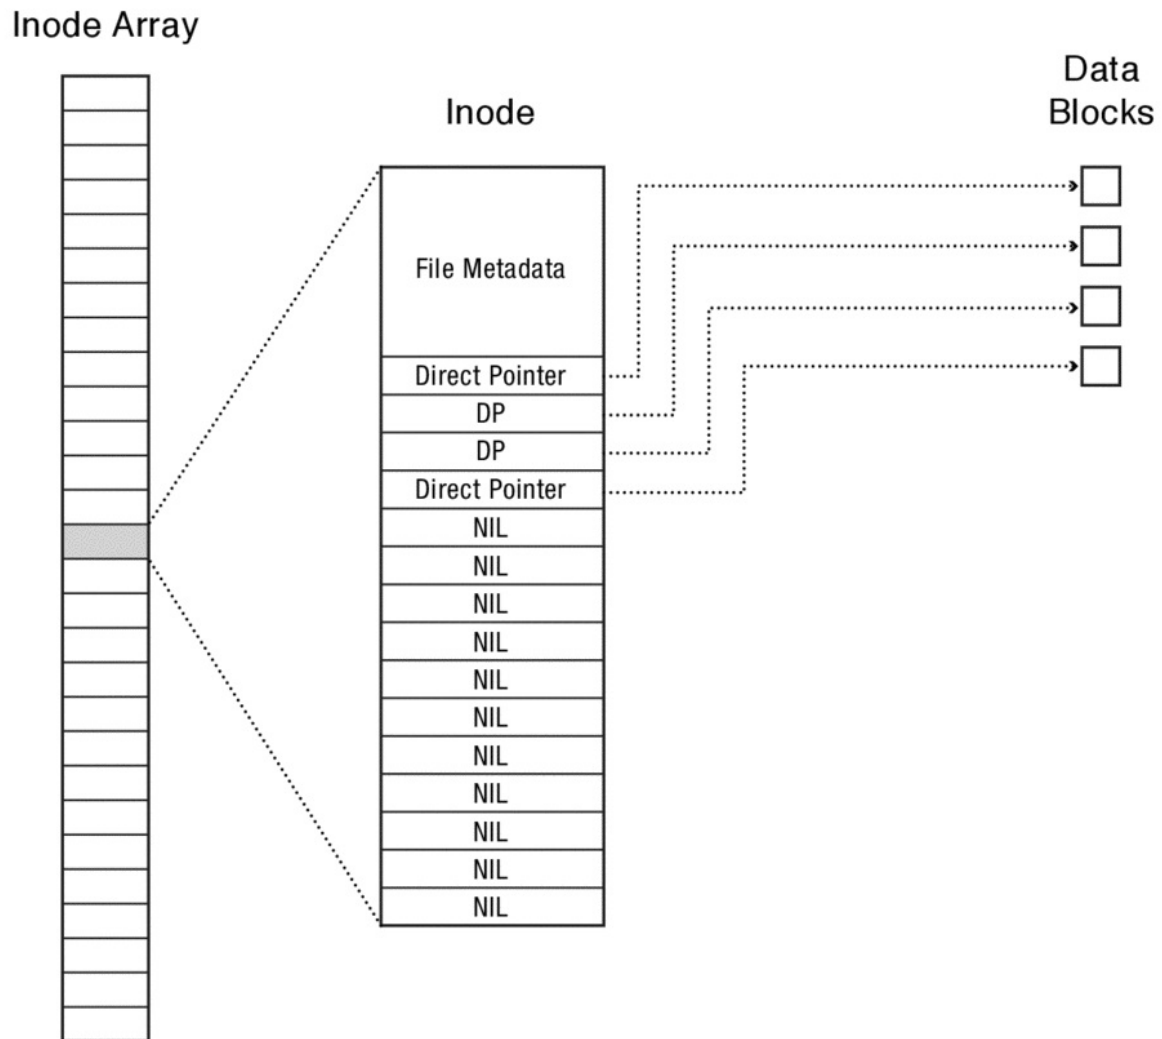 Inode Array
Inode
Data
Blocks
File Metadata
Direct Pointer
DP
DP
Direct Pointer
NIL
NIL
NIL
NIL
NIL
NIL
NIL
NIL
NIL
NIL
NIL